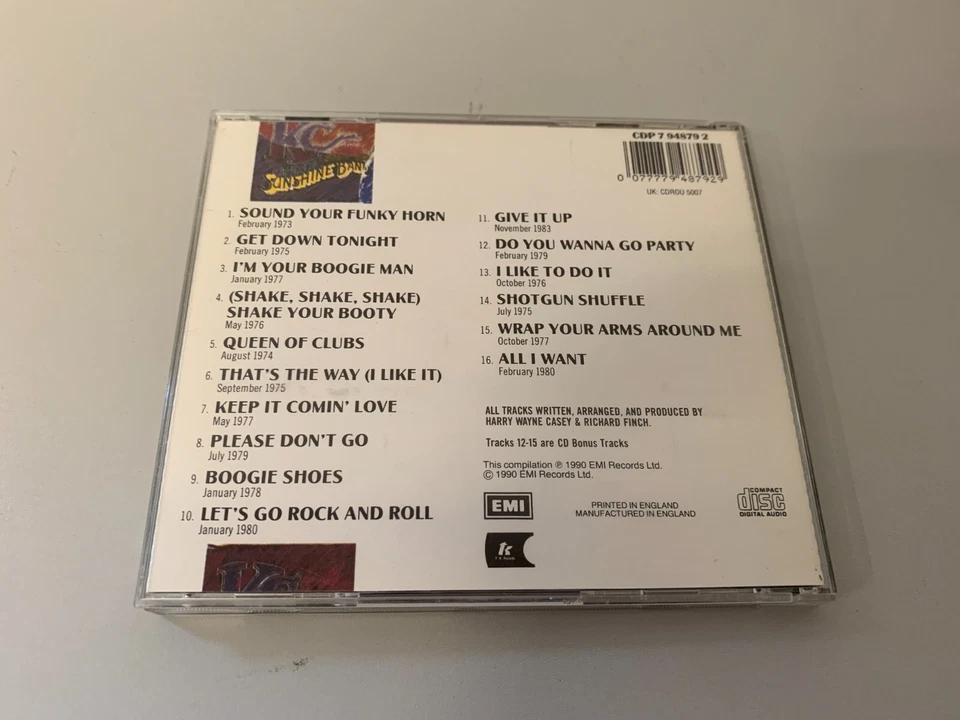 KC
SUNSHINE BAND
CDP 7 94879 2
0 077779 487929
UK: CDROU 5007
1. SOUND YOUR FUNKY HORN
February 1973
2. GET DOWN TONIGHT
February 1975
3. I'M YOUR BOOGIE MAN
January 1977
4. (SHAKE, SHAKE, SHAKE)
SHAKE YOUR BOOTY
May 1976
5. QUEEN OF CLUBS
August 1974
6. THAT'S THE WAY (I LIKE IT)
September 1975
7. KEEP IT COMIN' LOVE
May 1977
8. PLEASE DON'T GO
July 1979
9. BOOGIE SHOES
January 1978
10. LET'S GO ROCK AND ROLL
January 1980
11. GIVE IT UP
November 1983
12. DO YOU WANNA GO PARTY
February 1979
13. I LIKE TO DO IT
October 1976
14. SHOTGUN SHUFFLE
July 1975
15. WRAP YOUR ARMS AROUND ME
October 1977
16. ALL I WANT
February 1980
ALL TRACKS WRITTEN, ARRANGED, AND PRODUCED BY
HARRY WAYNE CASEY & RICHARD FINCH.
Tracks 12-15 are CD Bonus Tracks
This compilation ℗ 1990 EMI Records Ltd.
© 1990 EMI Records Ltd.
EMI
PRINTED IN ENGLAND
MANUFACTURED IN ENGLAND
COMPACT
disc
DIGITAL AUDIO
KC